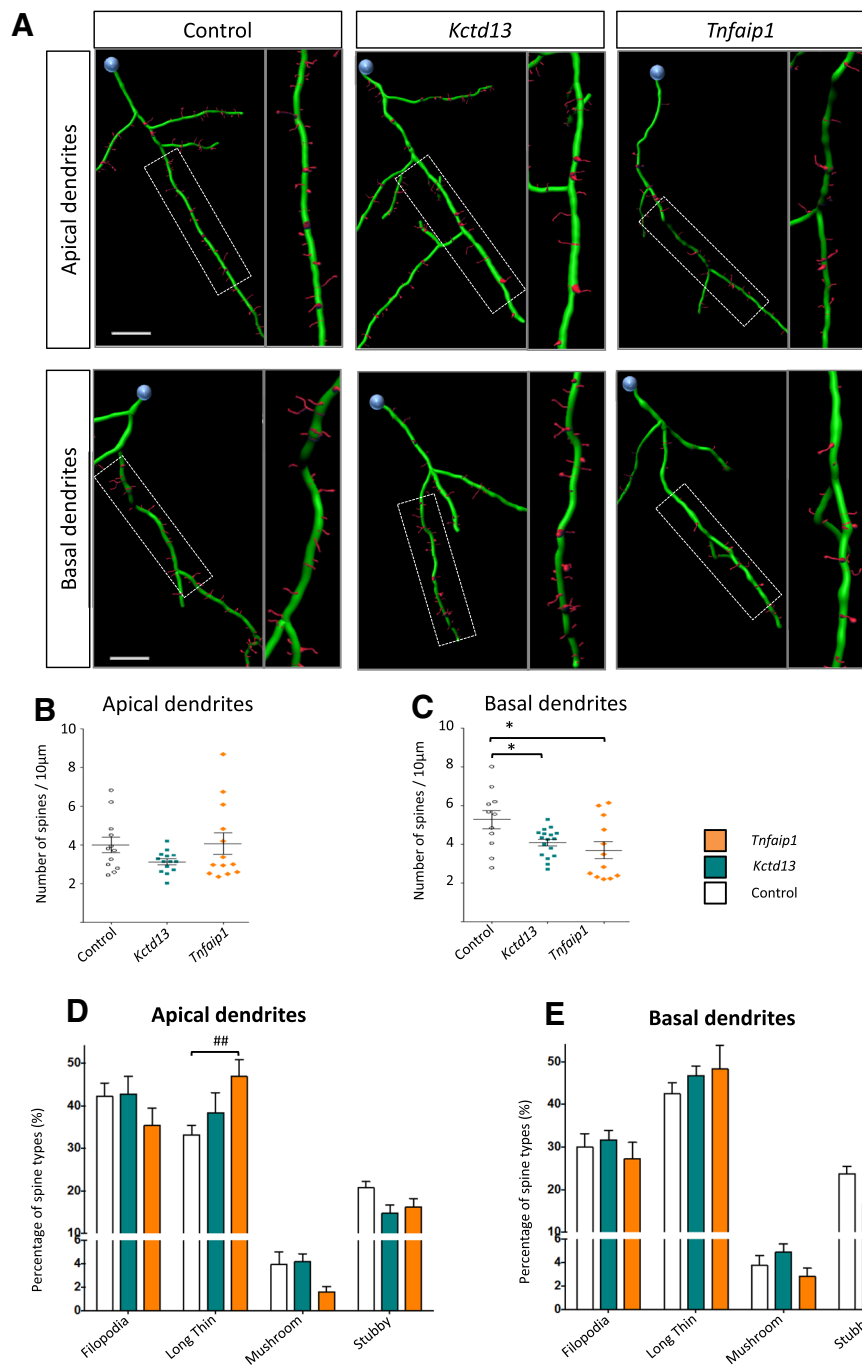 A
Control
Kctd13
Tnfaip1
Apical dendrites
Basal dendrites
B
Apical dendrites
Number of spines / 10µm
10
8
6
4
2
Control
Kctd13
Tnfaip1
C
Basal dendrites
Number of spines / 10µm
10
8
6
4
2
*
*
Control
Kctd13
Tnfaip1
Tnfaip1
Kctd13
Control
D
Apical dendrites
Percentage of spine types (%)
50
40
30
20
10
6
4
2
0
##
Filopodia
Long Thin
Mushroom
Stubby
E
Basal dendrites
Percentage of spine types (%)
50
40
30
20
10
6
4
2
0
Filopodia
Long Thin
Mushroom
Stubby